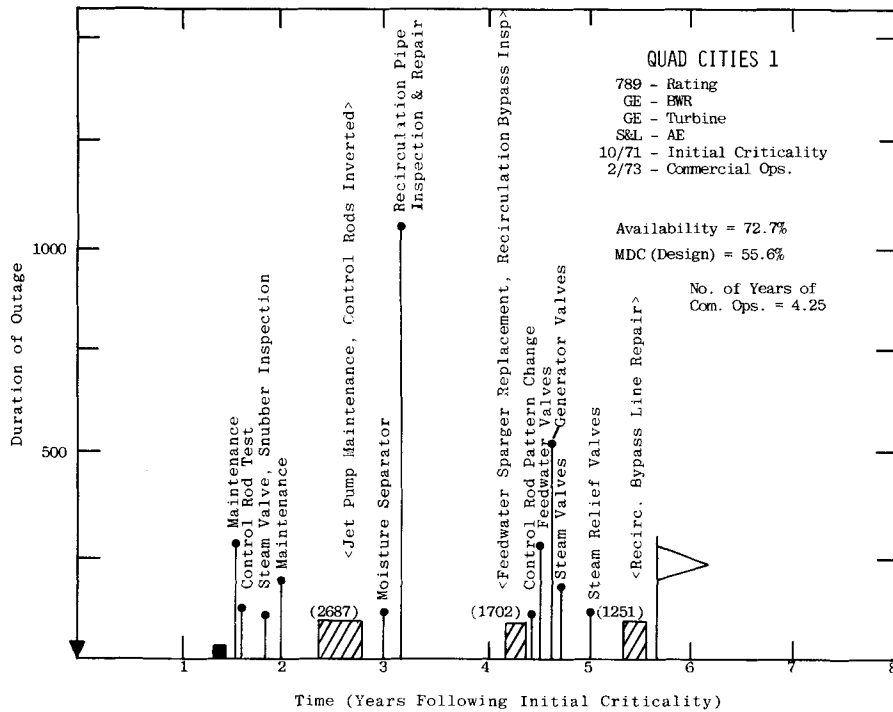 QUAD CITIES 1
789 - Rating
GE - BWR
GE - Turbine
S&L - AE
10/71 - Initial Criticality
2/73 - Commercial Ops.
Availability = 72.7%
MDC (Design) = 55.6%
No. of Years of
Com. Ops. = 4.25
Duration of Outage
1000
500
Maintenance
Control Rod Test
Steam Valve, Snubber Inspection
Maintenance
<Jet Pump Maintenance, Control Rods Inverted>
(2687)
Moisture Separator
Recirculation Pipe
Inspection & Repair
<Feedwater Sparger Replacement, Recirculation Bypass Insp>
(1702)
Control Rod Pattern Change
Feedwater Valves
Generator Valves
Steam Valves
Steam Relief Valves
(1251)
<Recirc. Bypass Line Repair>
1 2 3 4 5 6 7 8
Time (Years Following Initial Criticality)